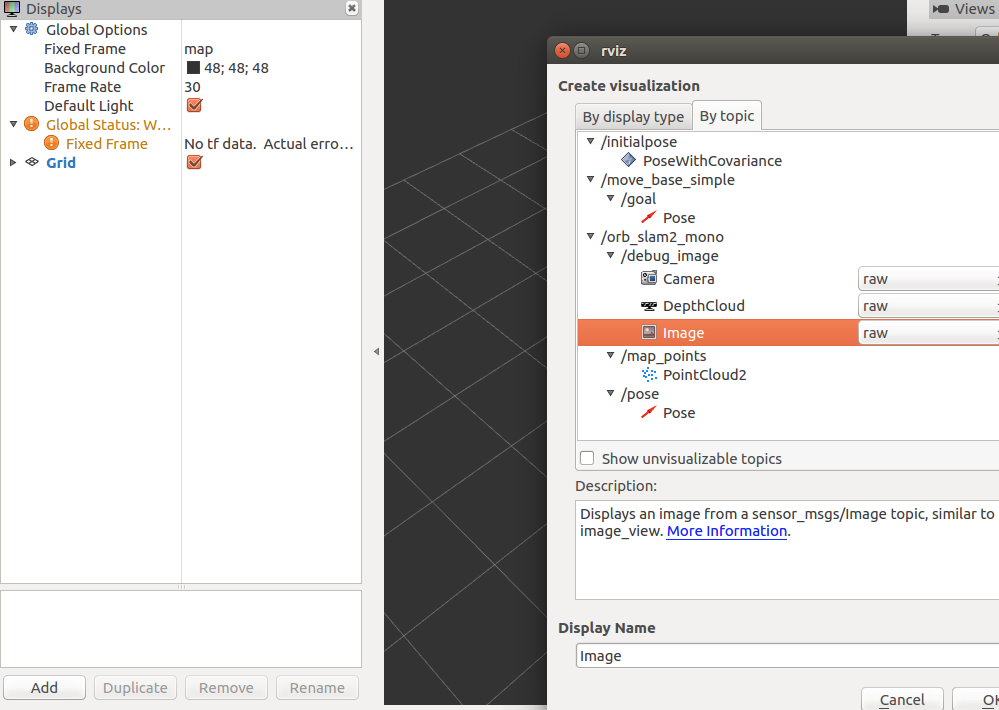 Displays
Global Options
Fixed Frame map
Background Color 48; 48; 48
Frame Rate 30
Default Light
Global Status: W...
Fixed Frame No tf data. Actual erro...
Grid
Add Duplicate Remove Rename
Views
rviz
Create visualization
By display type By topic
/initialpose
PoseWithCovariance
/move_base_simple
/goal
Pose
/orb_slam2_mono
/debug_image
Camera raw
DepthCloud raw
Image raw
/map_points
PointCloud2
/pose
Pose
Show unvisualizable topics
Description:
Displays an image from a sensor_msgs/Image topic, similar to
image_view. More Information.
Display Name
Image
Cancel OK